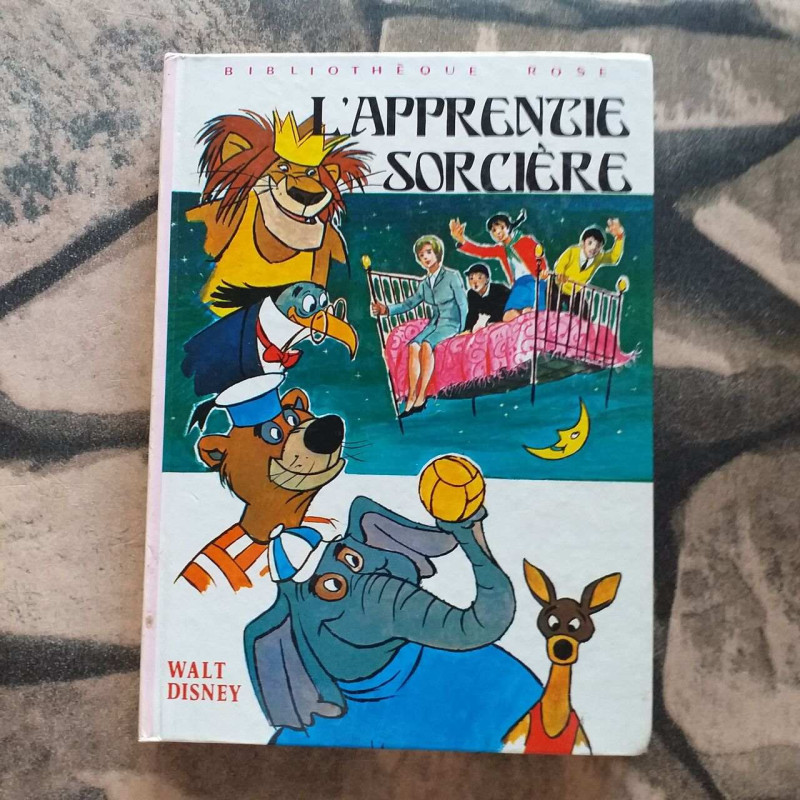 BIBLIOTHÈQUE ROSE
L'APPRENTIE
SORCIÈRE
WALT
DISNEY